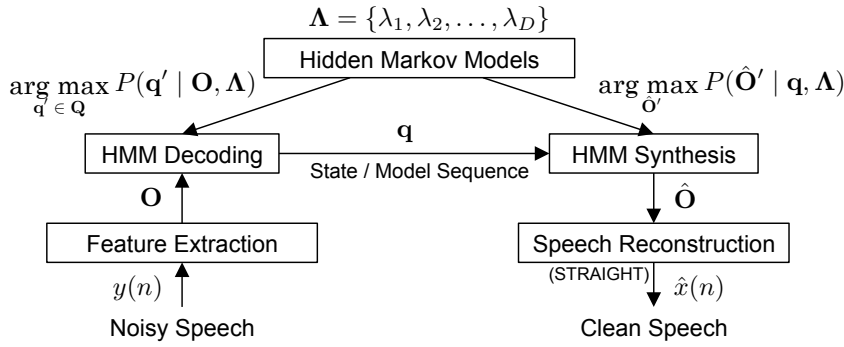 Λ = {λ₁, λ₂, . . . , λ_D}
Hidden Markov Models
arg max P(q′ | O, Λ)
q′ ∈ Q
arg max P(Ô′ | q, Λ)
Ô′
HMM Decoding
q
State / Model Sequence
HMM Synthesis
O
Ô
Feature Extraction
Speech Reconstruction
(STRAIGHT)
y(n)
x̂(n)
Noisy Speech
Clean Speech